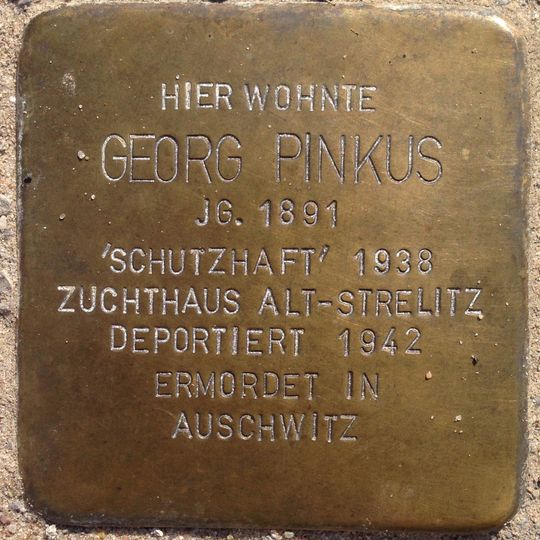 HIER WOHNTE
GEORG PINKUS
JG. 1891
'SCHUTZHAFT' 1938
ZUCHTHAUS ALT-STRELITZ
DEPORTIERT 1942
ERMORDET IN
AUSCHWITZ